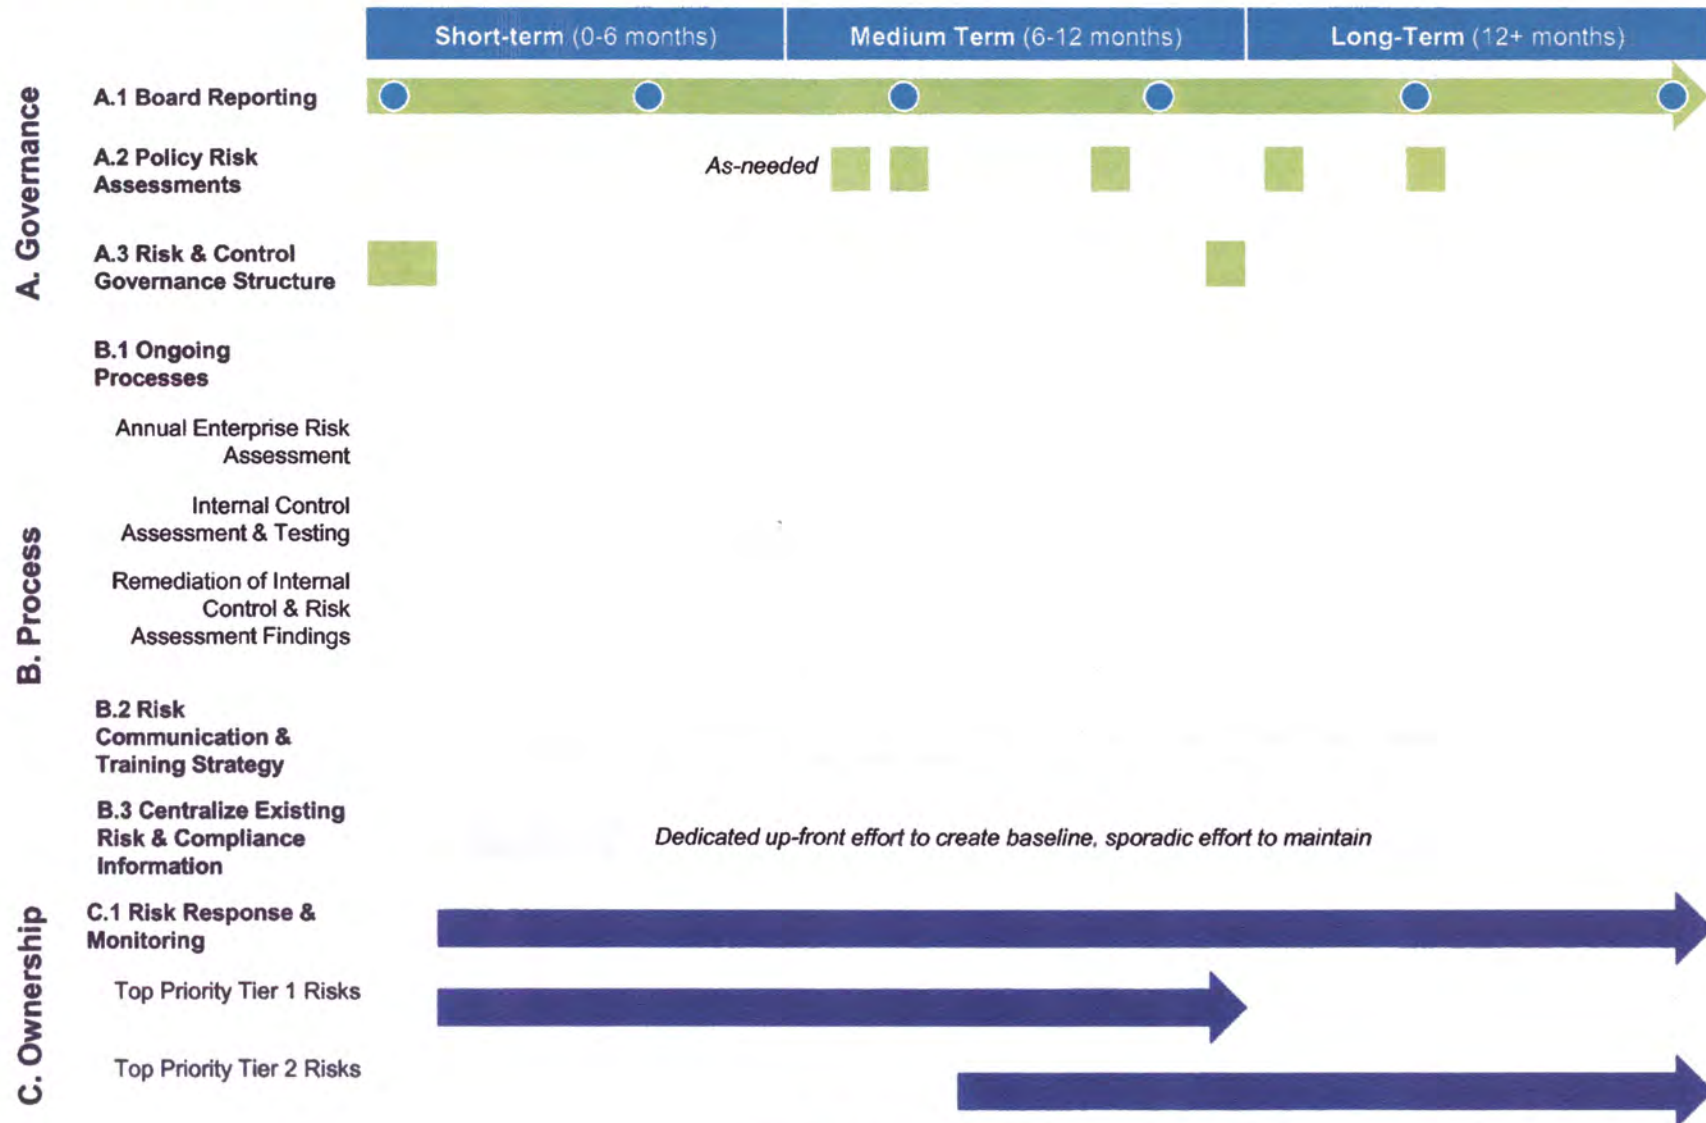 Short-term (0-6 months)
Medium Term (6-12 months)
Long-Term (12+ months)
A. Governance
A.1 Board Reporting
A.2 Policy Risk
Assessments
As-needed
A.3 Risk & Control
Governance Structure
B. Process
B.1 Ongoing
Processes
Annual Enterprise Risk
Assessment
Internal Control
Assessment & Testing
Remediation of Internal
Control & Risk
Assessment Findings
B.2 Risk
Communication &
Training Strategy
B.3 Centralize Existing
Risk & Compliance
Information
Dedicated up-front effort to create baseline, sporadic effort to maintain
C. Ownership
C.1 Risk Response &
Monitoring
Top Priority Tier 1 Risks
Top Priority Tier 2 Risks